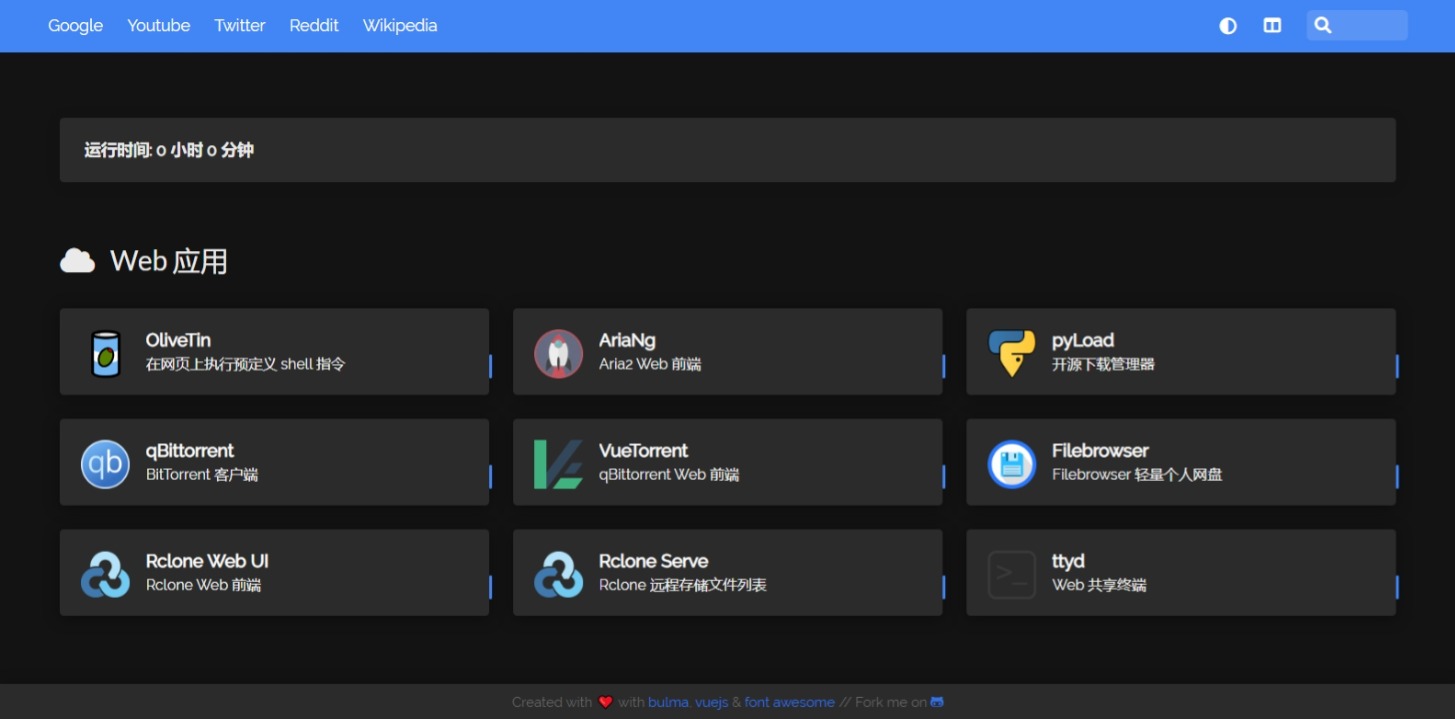 Google Youtube Twitter Reddit Wikipedia
运行时间: 0 小时 0 分钟
Web 应用
OliveTin
在网页上执行预定义 shell 指令
AriaNg
Aria2 Web 前端
pyLoad
开源下载管理器
qb
qBittorrent
BitTorrent 客户端
VueTorrent
qBittorrent Web 前端
Filebrowser
Filebrowser 轻量个人网盘
Rclone Web UI
Rclone Web 前端
Rclone Serve
Rclone 远程存储文件列表
>_
ttyd
Web 共享终端
Created with ❤️ with bulma, vuejs & font awesome // Fork me on